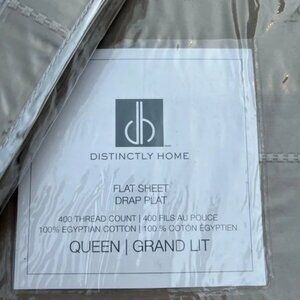 dh
DISTINCTLY HOME
FLAT SHEET
DRAP PLAT
400 THREAD COUNT | 400 FILS AU POUCE
100% EGYPTIAN COTTON | 100 % COTON ÉGYPTIEN
QUEEN | GRAND LIT